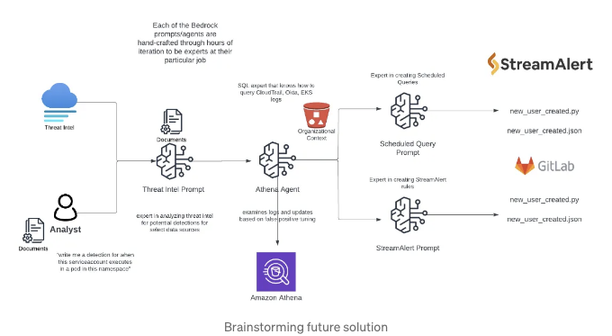 Each of the Bedrock
prompts/agents are
hand-crafted through hours of
iteration to be experts at their
particular job
StreamAlert
Expert in creating Scheduled
Queries
SQL expert that knows how to
query CloudTrail, Okta, EKS
logs
Threat Intel
Documents
Organizational
Context
new_user_created.py
new_user_created.json
Scheduled Query
Prompt
GitLab
Threat Intel Prompt
Athena Agent
Expert in creating StreamAlert
rules
new_user_created.py
new_user_created.json
expert in analyzing threat intel
for potential detections for
select data sources
examines logs and updates
based on false positive tuning
StreamAlert Prompt
Analyst
Documents
"write me a detection for when
this serviceaccount executes
in a pod in this namespace"
Amazon Athena
Brainstorming future solution